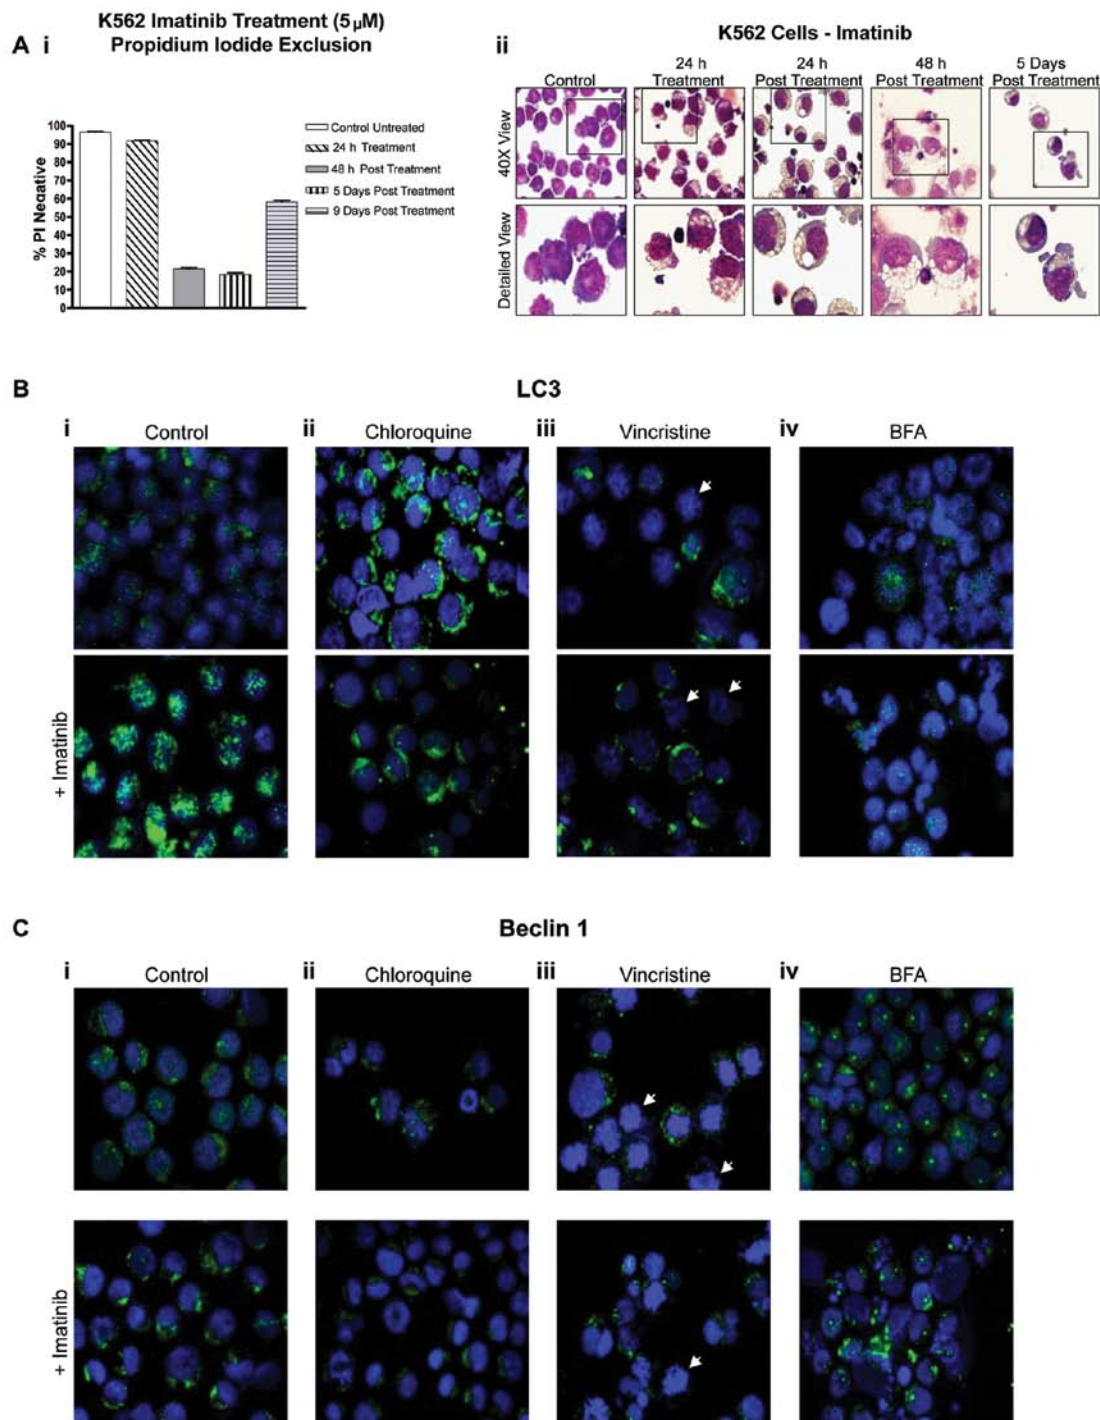 K562 Imatinib Treatment (5 µM)
Propidium Iodide Exclusion
A i
% PI Negative
100
90
80
70
60
50
40
30
20
10
0
Control Untreated
24 h Treatment
48 h Post Treatment
5 Days Post Treatment
9 Days Post Treatment
ii
K562 Cells - Imatinib
Control
24 h
Treatment
24 h
Post Treatment
48 h
Post Treatment
5 Days
Post Treatment
40X View
Detailed View
B
LC3
i Control
ii Chloroquine
iii Vincristine
iv BFA
+ Imatinib
C
Beclin 1
i Control
ii Chloroquine
iii Vincristine
iv BFA
+ Imatinib